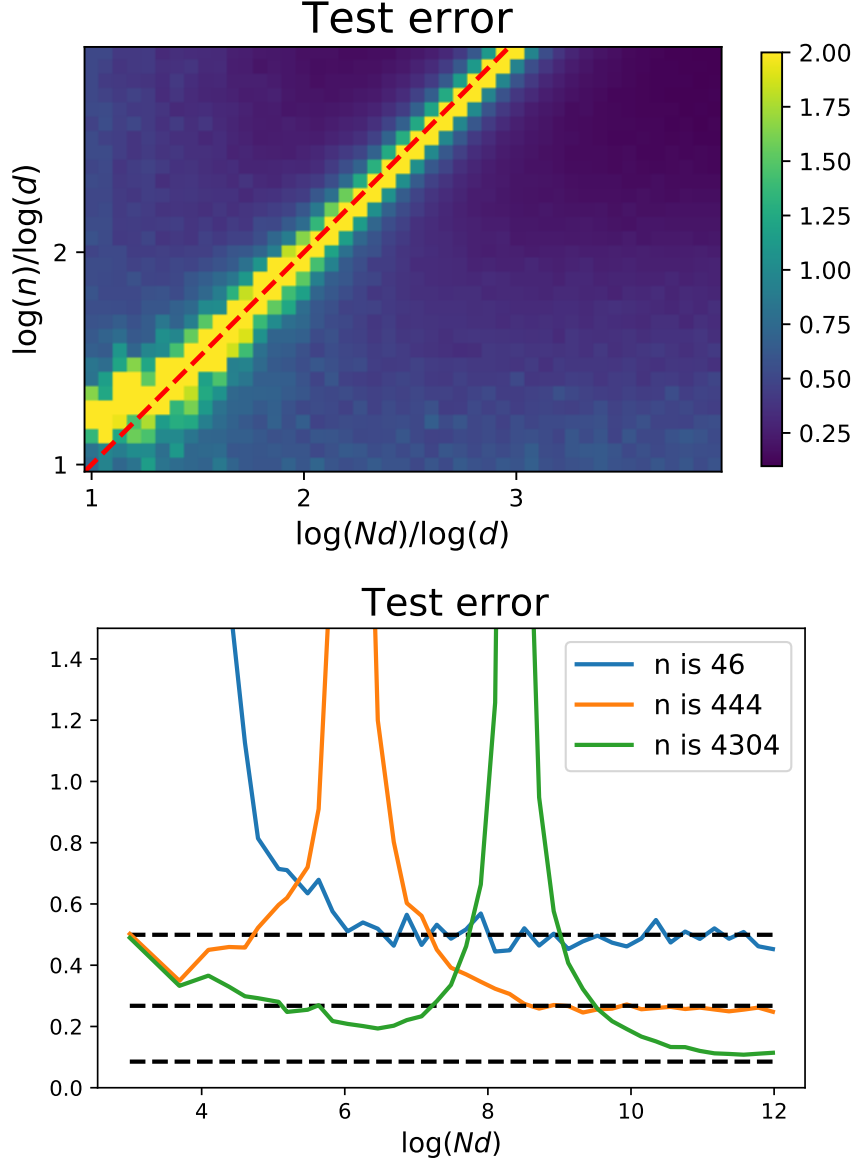 Test error
2.00
1.75
1.50
1.25
1.00
0.75
0.50
0.25
log(n)/log(d)
2
1
1 2 3
log(Nd)/log(d)
Test error
1.4
1.2
1.0
0.8
0.6
0.4
0.2
0.0
n is 46
n is 444
n is 4304
4 6 8 10 12
log(Nd)